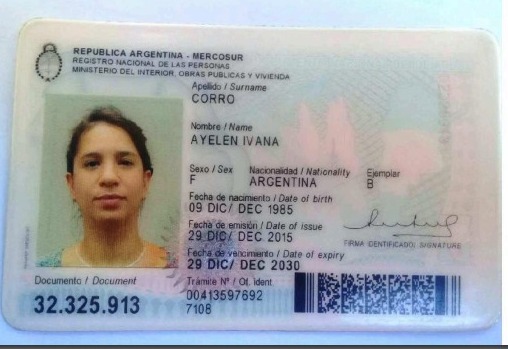 REPUBLICA ARGENTINA - MERCOSUR
REGISTRO NACIONAL DE LAS PERSONAS
MINISTERIO DEL INTERIOR, OBRAS PUBLICAS Y VIVIENDA
Apellido / Surname
CORRO
Nombre / Name
AYELEN IVANA
Sexo / Sex Nacionalidad / Nationality Ejemplar
F ARGENTINA B
Fecha de nacimiento / Date of birth
09 DIC/ DEC 1985
Fecha de emisión / Date of issue
29 DIC/ DEC 2015
FIRMA IDENTIFICADO/ SIGNATURE
Fecha de vencimiento / Date of expiry
29 DIC/ DEC 2030
Documento / Document Trámite Nº / Of. ident
32.325.913 00413597692
7108